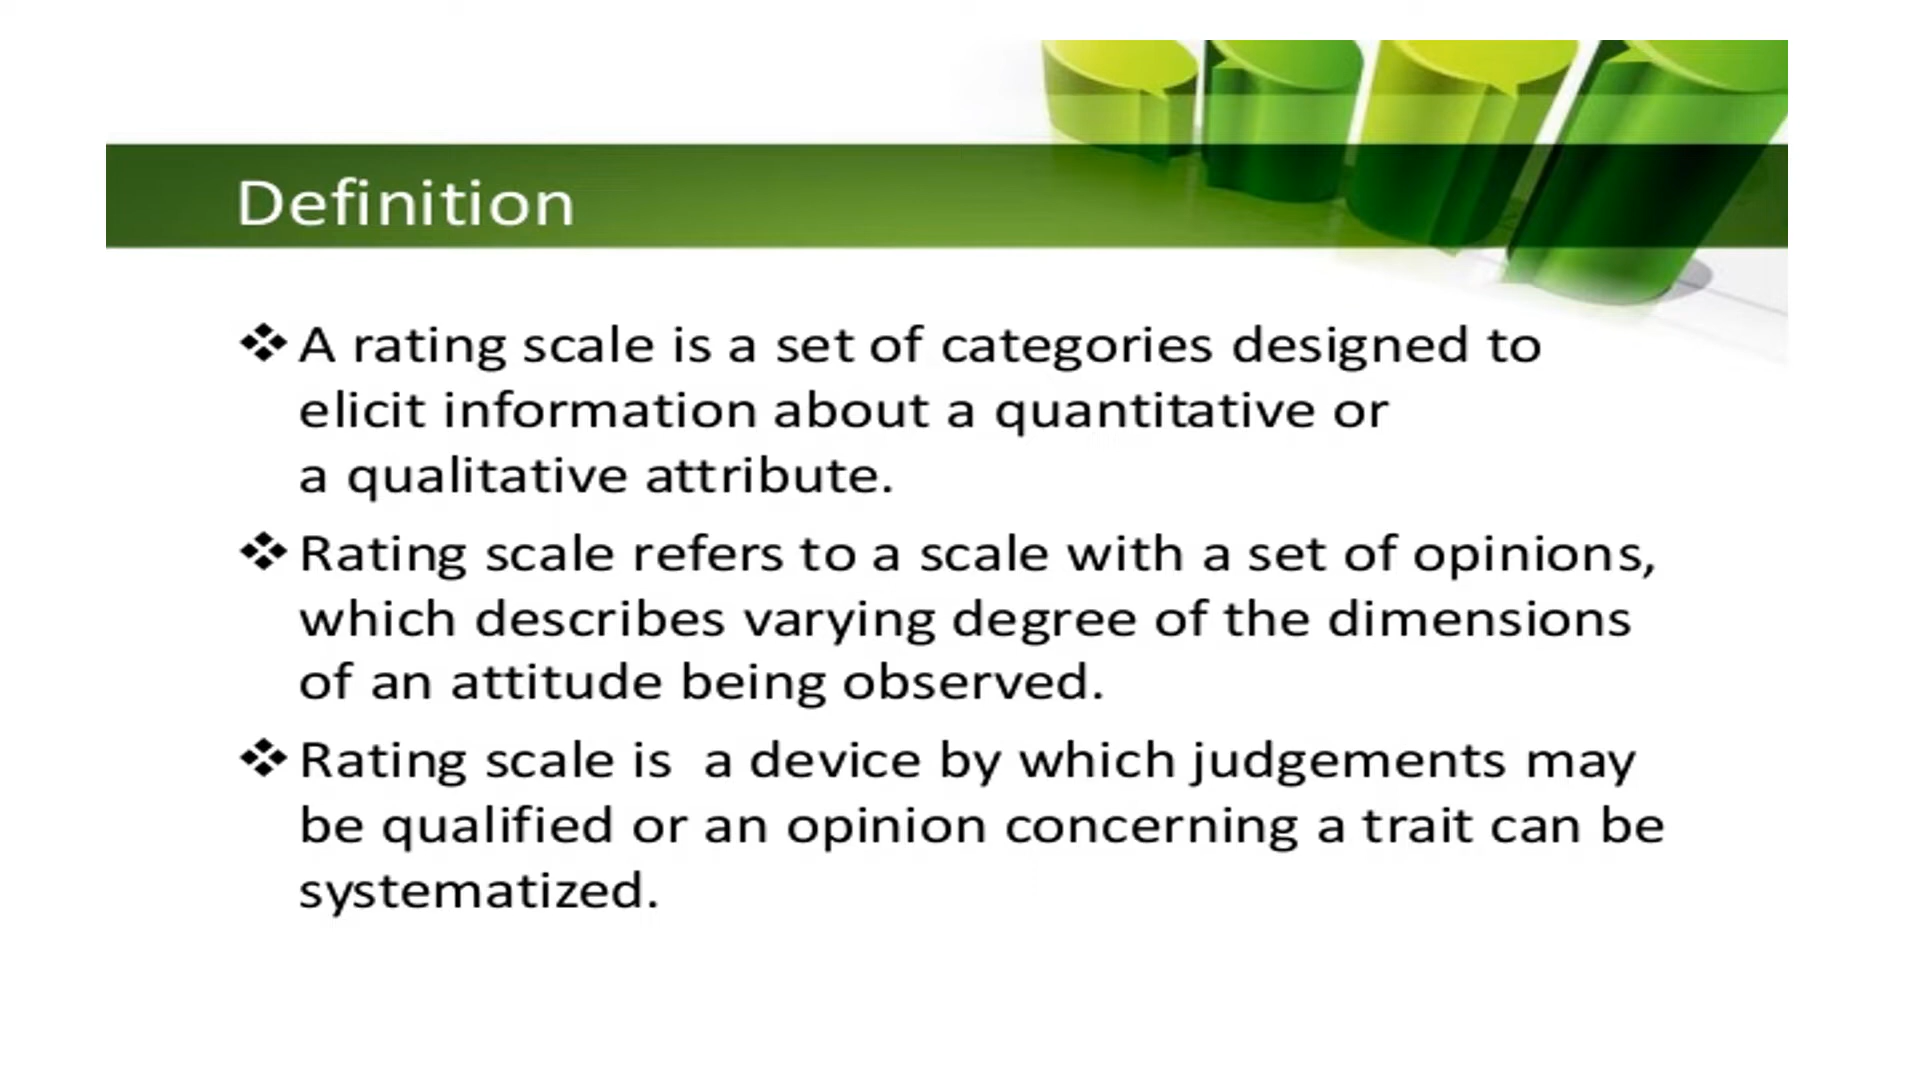 Definition
❖ A rating scale is a set of categories designed to
elicit information about a quantitative or
a qualitative attribute.
❖ Rating scale refers to a scale with a set of opinions,
which describes varying degree of the dimensions
of an attitude being observed.
❖ Rating scale is  a device by which judgements may
be qualified or an opinion concerning a trait can be
systematized.